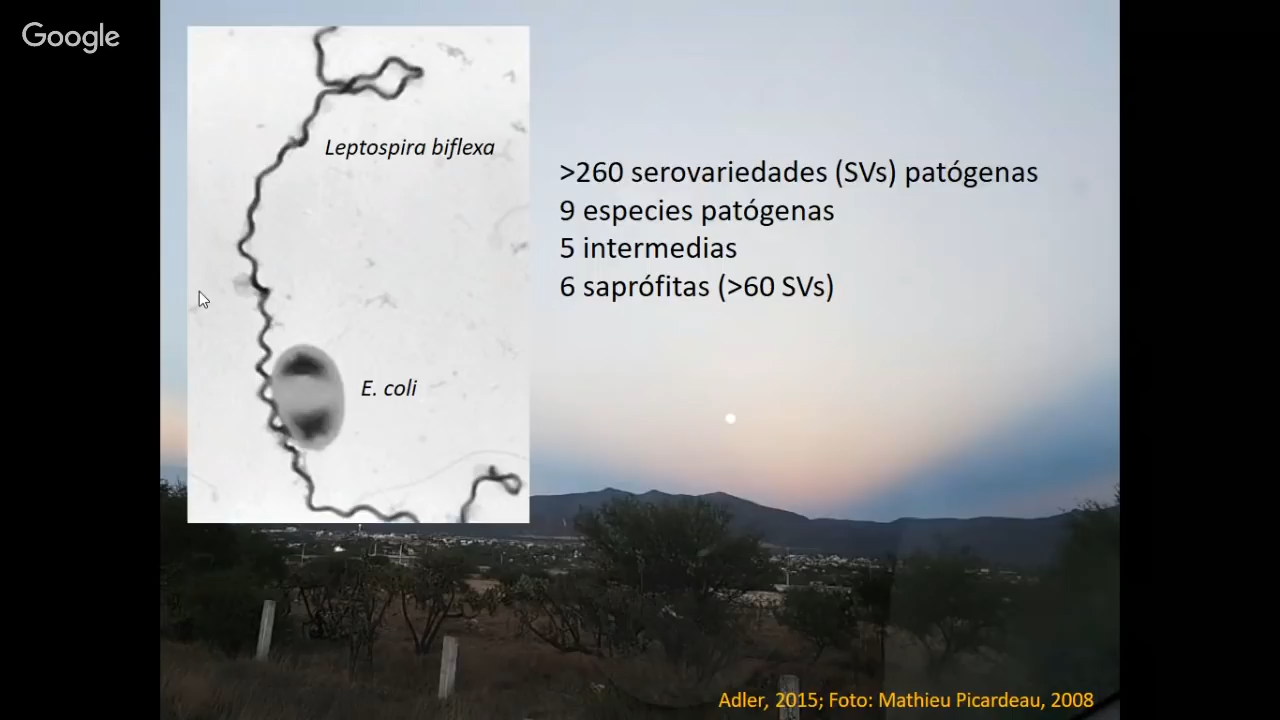 Google
Leptospira biflexa
>260 serovariedades (SVs) patógenas
9 especies patógenas
5 intermedias
6 saprófitas (>60 SVs)
E. coli
Adler, 2015; Foto: Mathieu Picardeau, 2008